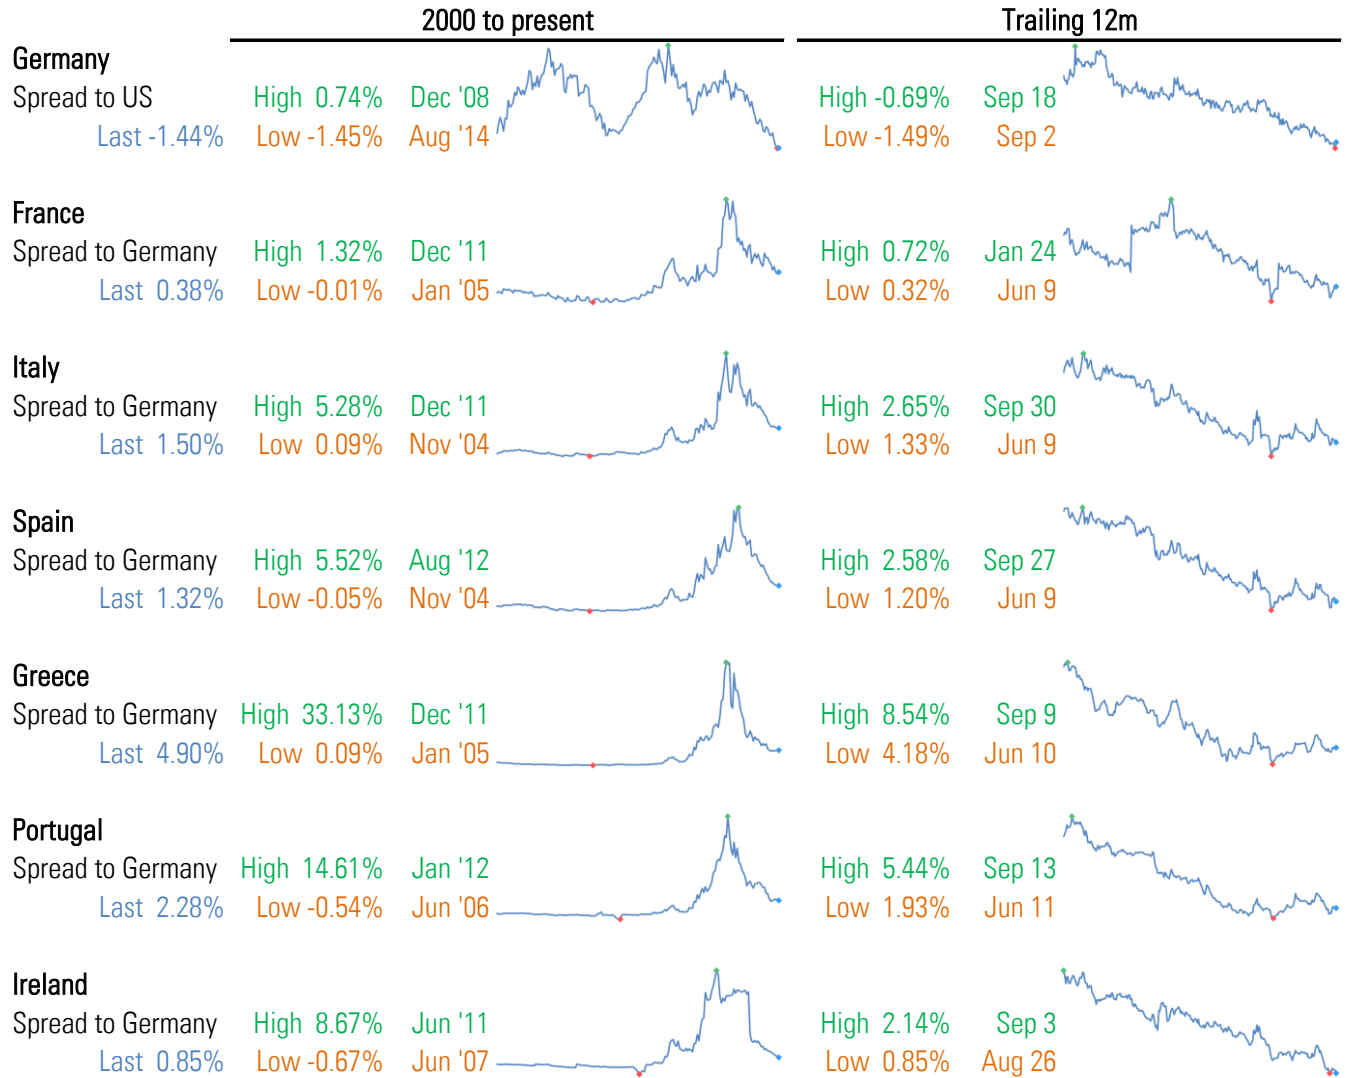 2000 to present Trailing 12m
Germany
Spread to US High 0.74% Dec '08 High -0.69% Sep 18
Last -1.44% Low -1.45% Aug '14 Low -1.49% Sep 2
France
Spread to Germany High 1.32% Dec '11 High 0.72% Jan 24
Last 0.38% Low -0.01% Jan '05 Low 0.32% Jun 9
Italy
Spread to Germany High 5.28% Dec '11 High 2.65% Sep 30
Last 1.50% Low 0.09% Nov '04 Low 1.33% Jun 9
Spain
Spread to Germany High 5.52% Aug '12 High 2.58% Sep 27
Last 1.32% Low -0.05% Nov '04 Low 1.20% Jun 9
Greece
Spread to Germany High 33.13% Dec '11 High 8.54% Sep 9
Last 4.90% Low 0.09% Jan '05 Low 4.18% Jun 10
Portugal
Spread to Germany High 14.61% Jan '12 High 5.44% Sep 13
Last 2.28% Low -0.54% Jun '06 Low 1.93% Jun 11
Ireland
Spread to Germany High 8.67% Jun '11 High 2.14% Sep 3
Last 0.85% Low -0.67% Jun '07 Low 0.85% Aug 26